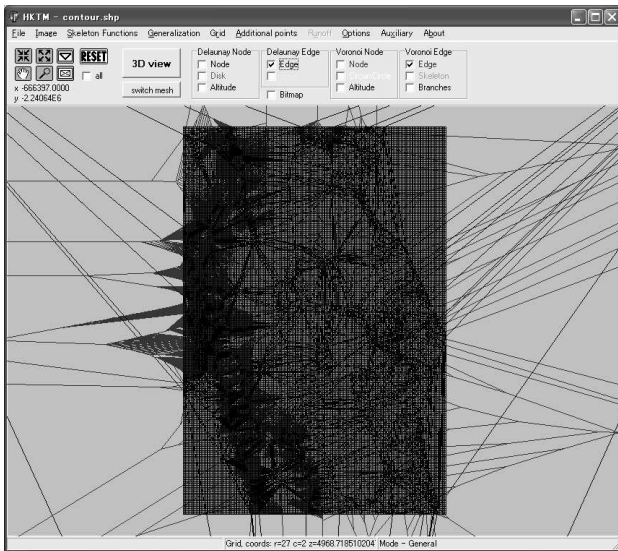 HKTM - contour.shp
File Image Skeleton Functions Generalization Grid Additional points Runoff Options Auxiliary About
RESET
all
x -666397.0000
y -2.24064E6
3D view
switch mesh
Delaunay Node
Node
Disk
Altitude
Delaunay Edge
Edge
Bitmap
Voronoi Node
Node
CircumCircle
Altitude
Voronoi Edge
Edge
Skeleton
Branches
Grid, coords: r=27 c=2 z=4968.718510204 Mode - General